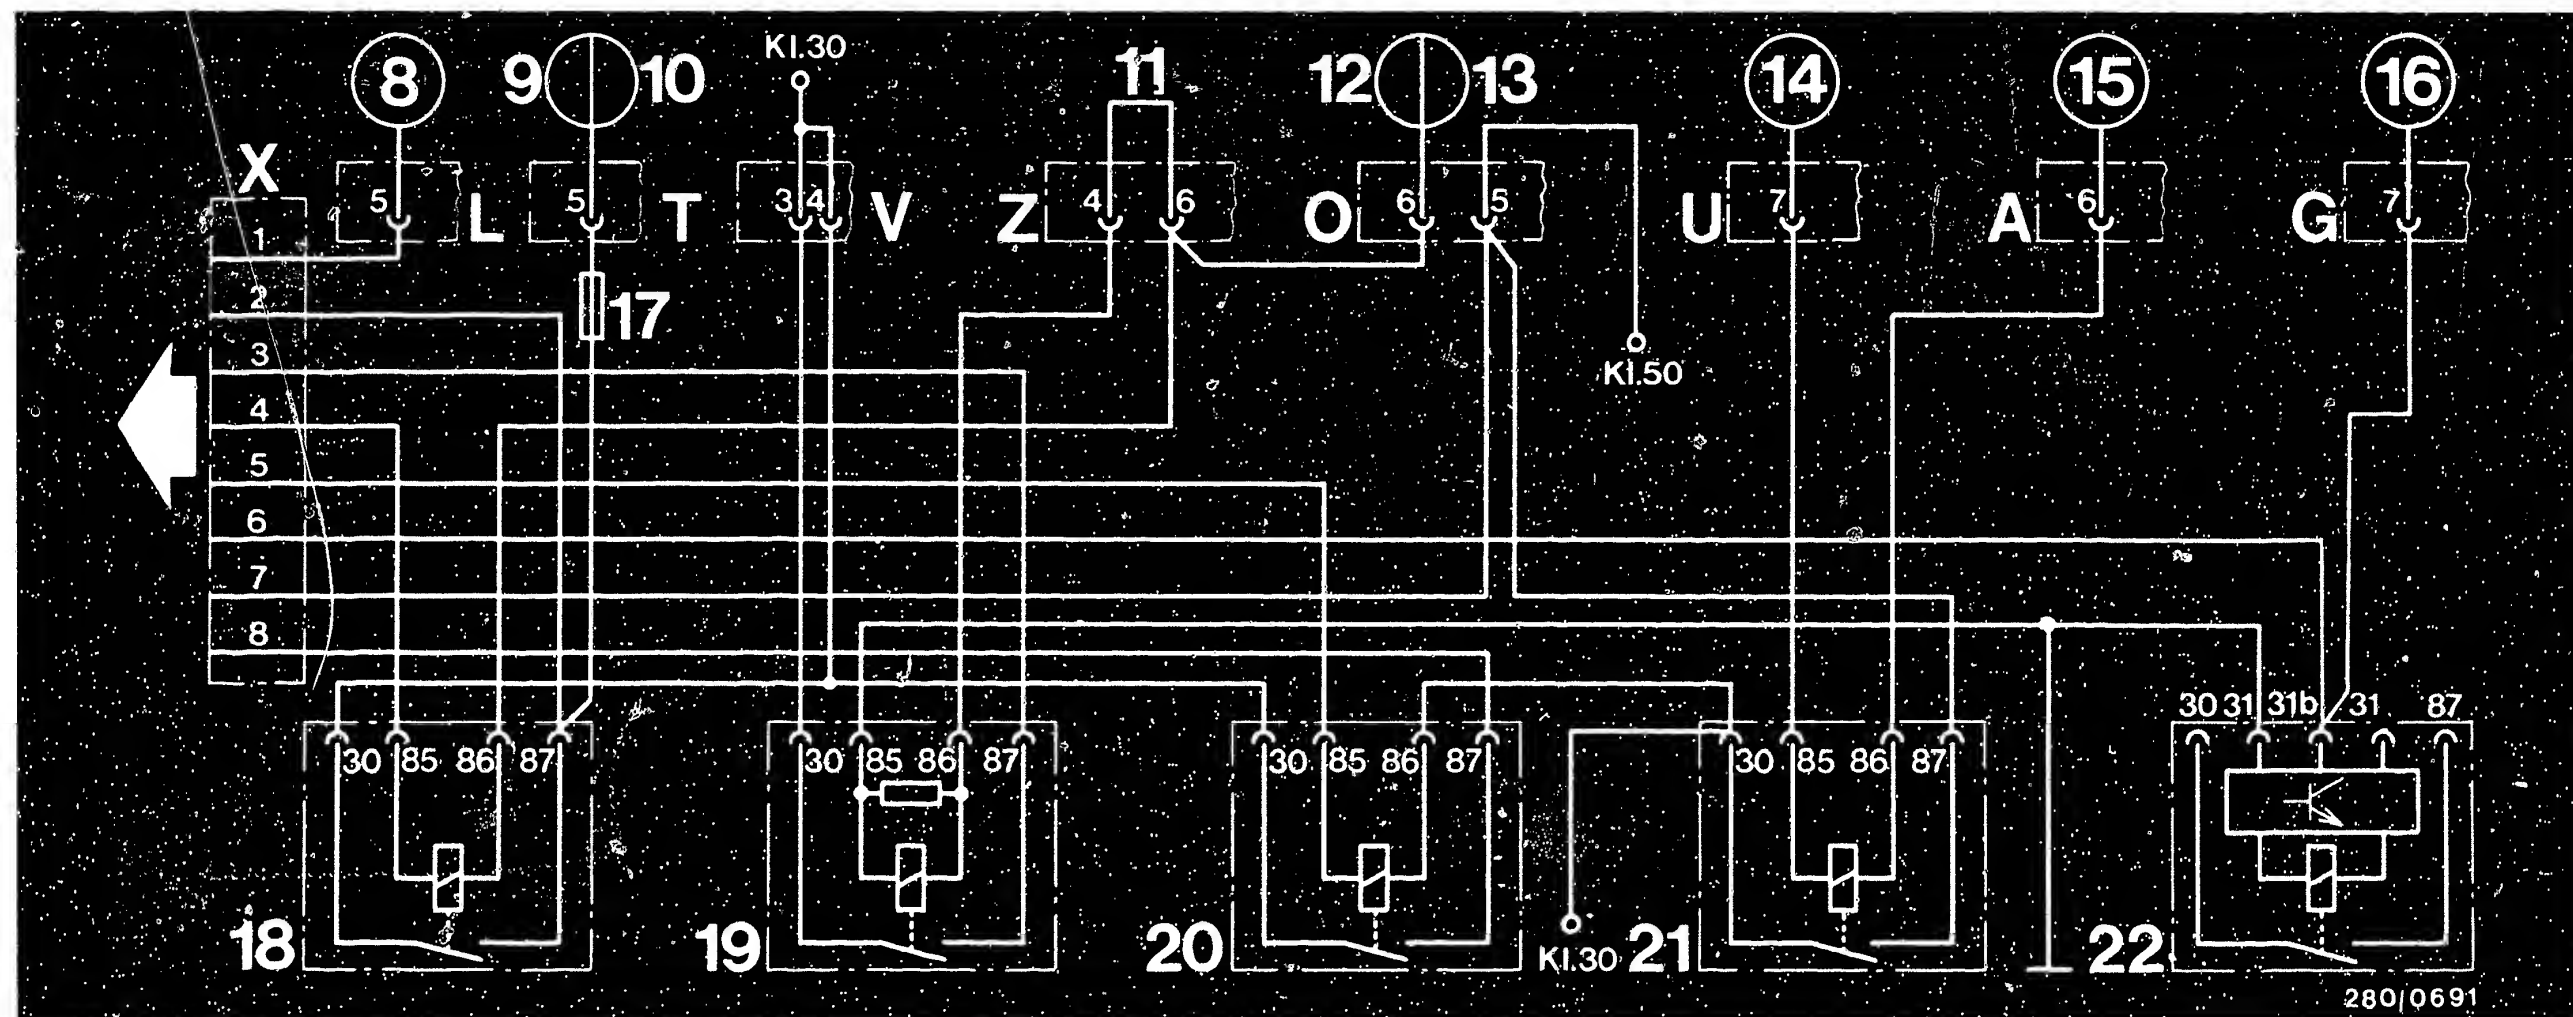 Kl.30
8 9 10 11 12 13 14 15 16
X
5 L 5 T 3 4 V Z 4 6 O 6 5 U 7 A 6 G 7
1
2
17
3
Kl.50
4
5
6
7
8
30 31 31b 31 87
30 85 86 87 30 85 86 87 30 85 86 87 30 85 86 87
18 19 20 Kl.30 21 22
280/0691